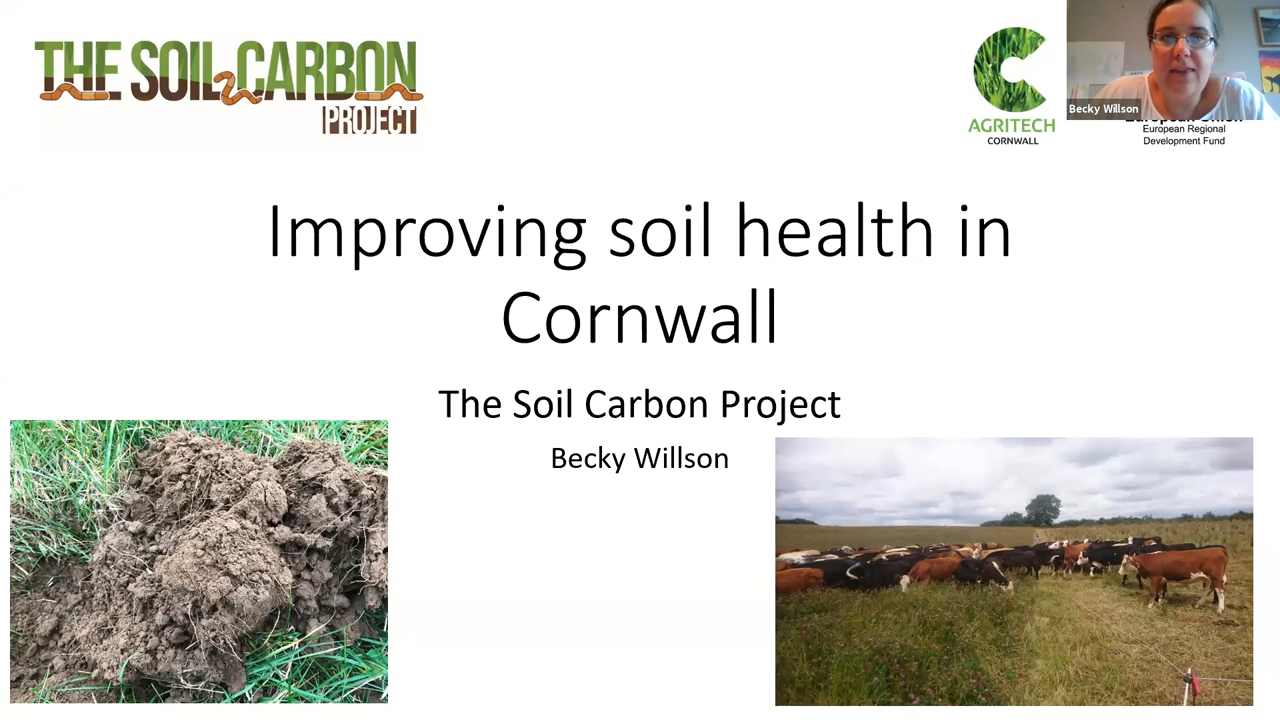 THE SOIL CARBON
PROJECT
AGRITECH
CORNWALL
Becky Willson
European Regional
Development Fund
Improving soil health in
Cornwall
The Soil Carbon Project
Becky Willson